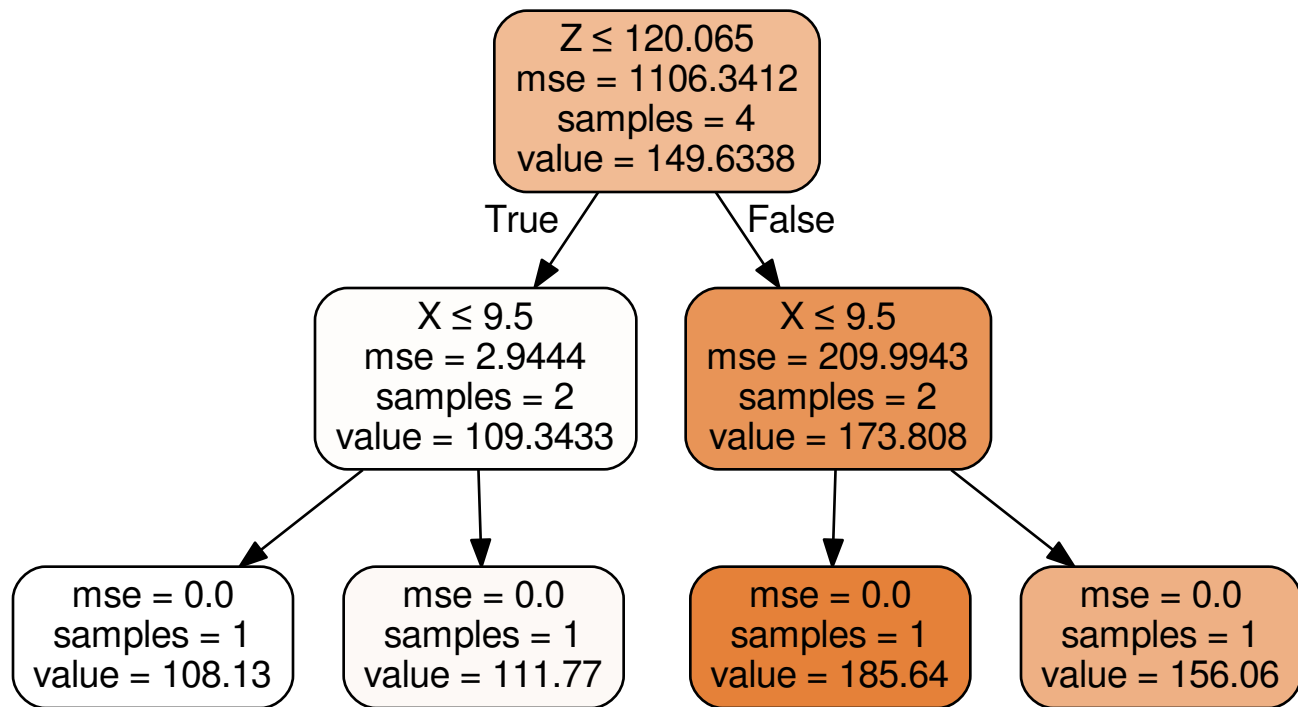 Z ≤ 120.065
mse = 1106.3412
samples = 4
value = 149.6338
True
False
X ≤ 9.5
mse = 2.9444
samples = 2
value = 109.3433
X ≤ 9.5
mse = 209.9943
samples = 2
value = 173.808
mse = 0.0
samples = 1
value = 108.13
mse = 0.0
samples = 1
value = 111.77
mse = 0.0
samples = 1
value = 185.64
mse = 0.0
samples = 1
value = 156.06